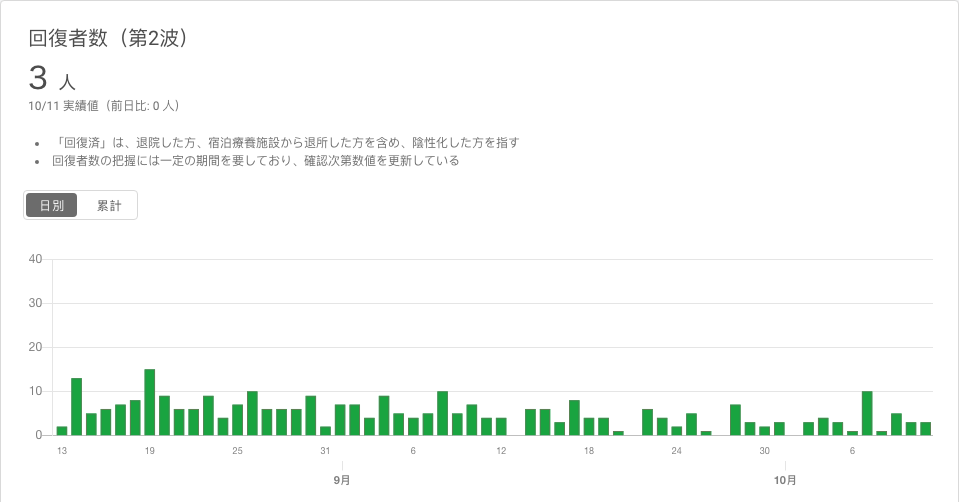 回復者数（第2波）
3 人
10/11 実績値（前日比: 0 人）
• 「回復済」は、退院した方、宿泊療養施設から退所した方を含め、陰性化した方を指す
• 回復者数の把握には一定の期間を要しており、確認次第数値を更新している
日別 累計
40
30
20
10
0
13 19 25 31 6 12 18 24 30 6
9月 10月